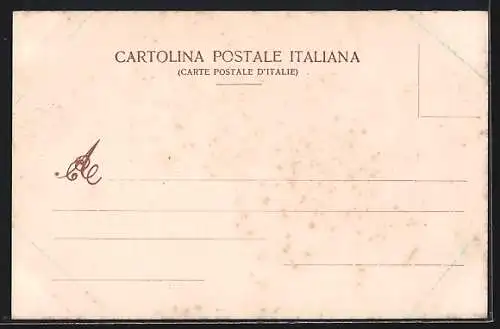 CARTOLINA POSTALE ITALIANA
(CARTE POSTALE D'ITALIE)
A